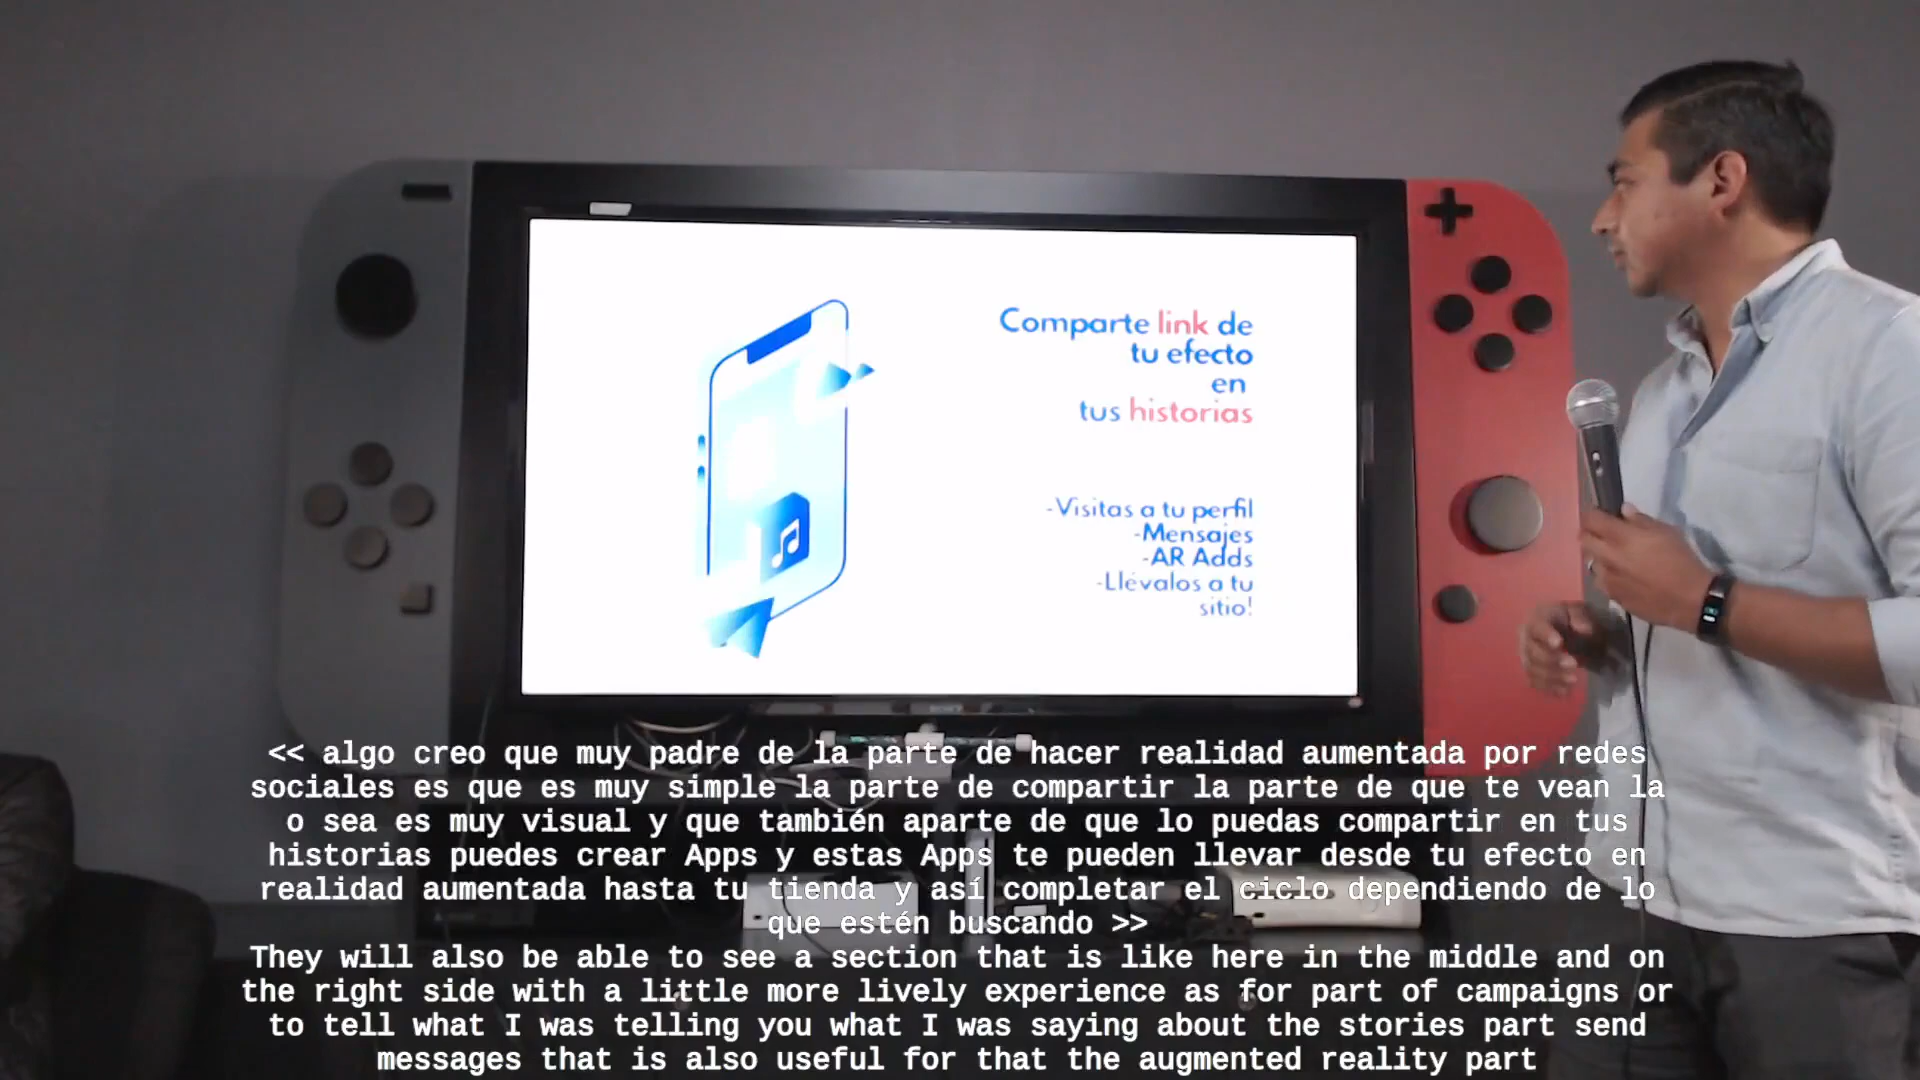 Comparte link de
tu efecto
en
tus historias
-Visitas a tu perfil
-Mensajes
-AR Adds
-Llévalos a tu
sitio!
<< algo creo que muy padre de la parte de hacer realidad aumentada por redes
sociales es que es muy simple la parte de compartir la parte de que te vean la
o sea es muy visual y que también aparte de que lo puedas compartir en tus
historias puedes crear Apps y estas Apps te pueden llevar desde tu efecto en
realidad aumentada hasta tu tienda y así completar el ciclo dependiendo de lo
que estén buscando >>
They will also be able to see a section that is like here in the middle and on
the right side with a little more lively experience as for part of campaigns or
to tell what I was telling you what I was saying about the stories part send
messages that is also useful for that the augmented reality part